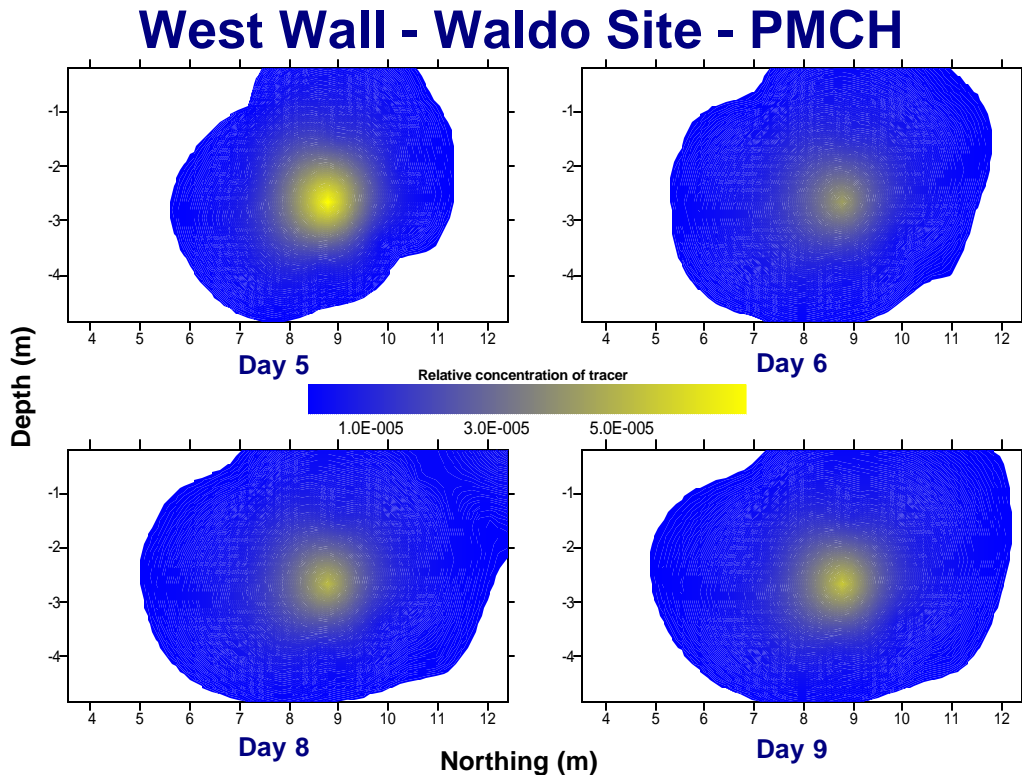 West Wall - Waldo Site - PMCH
4 5 6 7 8 9 10 11 12
-1
-2
-3
-4
Day 5
4 5 6 7 8 9 10 11 12
-1
-2
-3
-4
Day 6
Depth (m)
Relative concentration of tracer
1.0E-005 3.0E-005 5.0E-005
-1
-2
-3
-4
4 5 6 7 8 9 10 11 12
Day 8
-1
-2
-3
-4
4 5 6 7 8 9 10 11 12
Day 9
Northing (m)